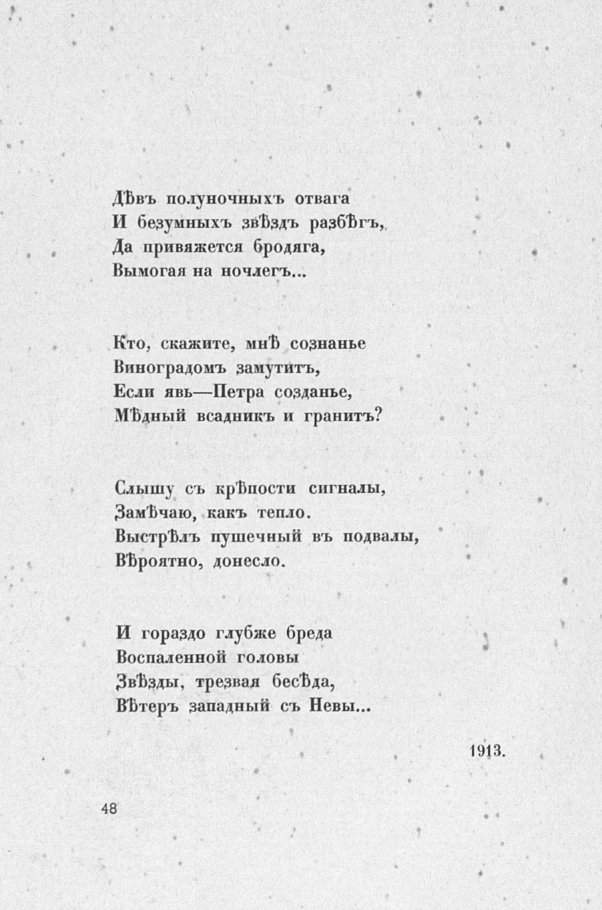 Дѣвъ полуночныхъ отвага
И безумныхъ звѣздъ разбѣгъ,
Да привяжется бродяга,
Вымогая на ночлегъ...
Кто, скажите, мнѣ сознанье
Виноградомъ замутитъ,
Если явь—Петра созданье,
Мѣдный всадникъ и гранитъ?
Слышу съ крѣпости сигналы,
Замѣчаю, какъ тепло.
Выстрѣлъ пушечный въ подвалы,
Вѣроятно, донесло.
И гораздо глубже бреда
Воспаленной головы
Звѣзды, трезвая бесѣда,
Вѣтеръ западный съ Невы...
1913.
48